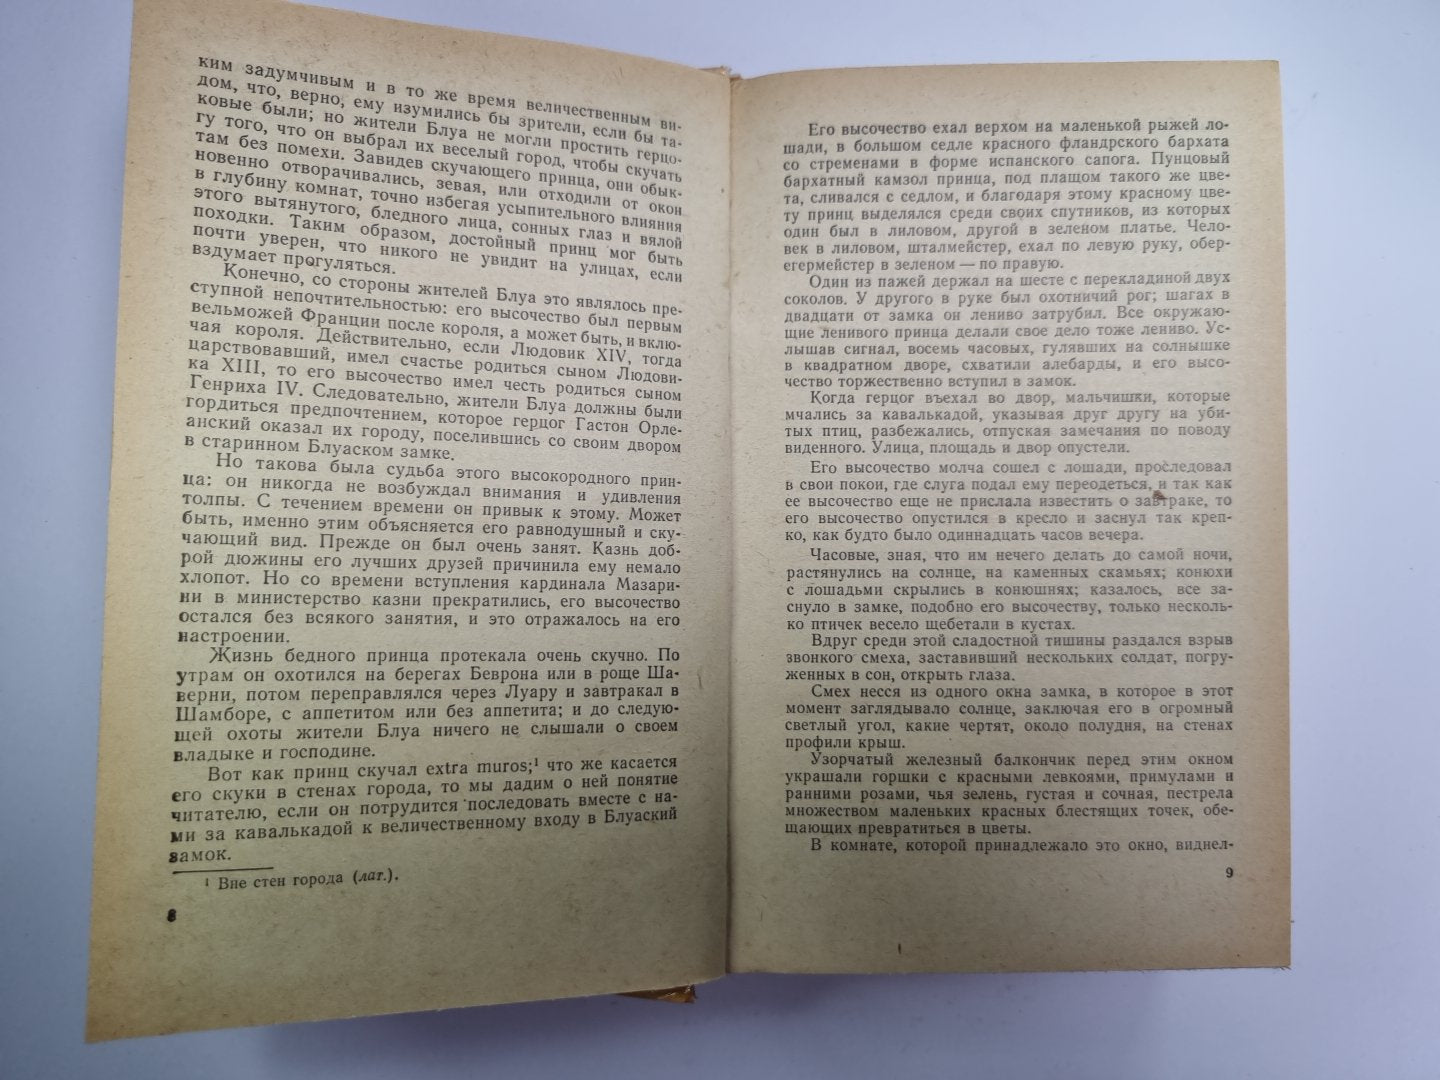 ким задумчивым и в то же время величественным ви-
дом, что, верно, ему изумились бы зрители, если бы та-
ковые были; но жители Блуа не могли простить герцо-
гу того, что он выбрал их веселый город, чтобы скучать
там без помехи. Завидев скучающего принца, они обык-
новенно отворачивались, зевая, или отходили от окон
в глубину комнат, точно избегая усыпительного влияния
этого вытянутого, бледного лица, сонных глаз и вялой
походки. Таким образом, достойный принц мог быть
почти уверен, что никого не увидит на улицах, если
вздумает прогуляться.
Конечно, со стороны жителей Блуа это являлось пре-
ступной непочтительностью: его высочество был первым
вельможей Франции после короля, а может быть, и вклю-
чая короля. Действительно, если Людовик XIV, тогда
царствовавший, имел счастье родиться сыном Людови-
ка XIII, то его высочество имел честь родиться сыном
Генриха IV. Следовательно, жители Блуа должны были
гордиться предпочтением, которое герцог Гастон Орле-
анский оказал их городу, поселившись со своим двором
в старинном Блуаском замке.
Но такова была судьба этого высокородного прин-
ца: он никогда не возбуждал внимания и удивления
толпы. С течением времени он привык к этому. Может
быть, именно этим объясняется его равнодушный и ску-
чающий вид. Прежде он был очень занят. Казнь доб-
рой дюжины его лучших друзей причинила ему немало
хлопот. Но со времени вступления кардинала Мазари-
ни в министерство казни прекратились, его высочество
остался без всякого занятия, и это отражалось на его
настроении.
Жизнь бедного принца протекала очень скучно. По
утрам он охотился на берегах Беврона или в роще Ша-
верни, потом переправлялся через Луару и завтракал в
Шамборе, с аппетитом или без аппетита; и до следую-
щей охоты жители Блуа ничего не слышали о своем
владыке и господине.
Вот как принц скучал extra muros;¹ что же касается
его скуки в стенах города, то мы дадим о ней понятие
читателю, если он потрудится последовать вместе с на-
ми за кавалькадой к величественному входу в Блуаский
замок.
¹ Вне стен города (лат.).
8
Его высочество ехал верхом на маленькой рыжей ло-
шади, в большом седле красного фландрского бархата
со стременами в форме испанского сапога. Пунцовый
бархатный камзол принца, под плащом такого же цве-
та, сливался с седлом, и благодаря этому красному цве-
ту принц выделялся среди своих спутников, из которых
один был в лиловом, другой в зеленом платье. Чело-
век в лиловом, шталмейстер, ехал по левую руку, обер-
егермейстер в зеленом — по правую.
Один из пажей держал на шесте с перекладиной двух
соколов. У другого в руке был охотничий рог; шагах в
двадцати от замка он лениво затрубил. Все окружаю-
щие ленивого принца делали свое дело тоже лениво. Ус-
лышав сигнал, восемь часовых, гулявших на солнышке
в квадратном дворе, схватили алебарды, и его высо-
чество торжественно вступил в замок.
Когда герцог въехал во двор, мальчишки, которые
мчались за кавалькадой, указывая друг другу на уби-
тых птиц, разбежались, отпуская замечания по поводу
виденного. Улица, площадь и двор опустели.
Его высочество молча сошел с лошади, проследовал
в свои покои, где слуга подал ему переодеться, и так как
ее высочество еще не прислала известить о завтраке, то
его высочество опустился в кресло и заснул так креп-
ко, как будто было одиннадцать часов вечера.
Часовые, зная, что им нечего делать до самой ночи,
растянулись на солнце, на каменных скамьях; конюхи
с лошадьми скрылись в конюшнях; казалось, все за-
снуло в замке, подобно его высочеству, только несколь-
ко птичек весело щебетали в кустах.
Вдруг среди этой сладостной тишины раздался взрыв
звонкого смеха, заставивший нескольких солдат, погру-
женных в сон, открыть глаза.
Смех несся из одного окна замка, в которое в этот
момент заглядывало солнце, заключая его в огромный
светлый угол, какие чертят, около полудня, на стенах
профили крыш.
Узорчатый железный балкончик перед этим окном
украшали горшки с красными левкоями, примулами и
ранними розами, чья зелень, густая и сочная, пестрела
множеством маленьких красных блестящих точек, обе-
щающих превратиться в цветы.
В комнате, которой принадлежало это окно, виднел-
9